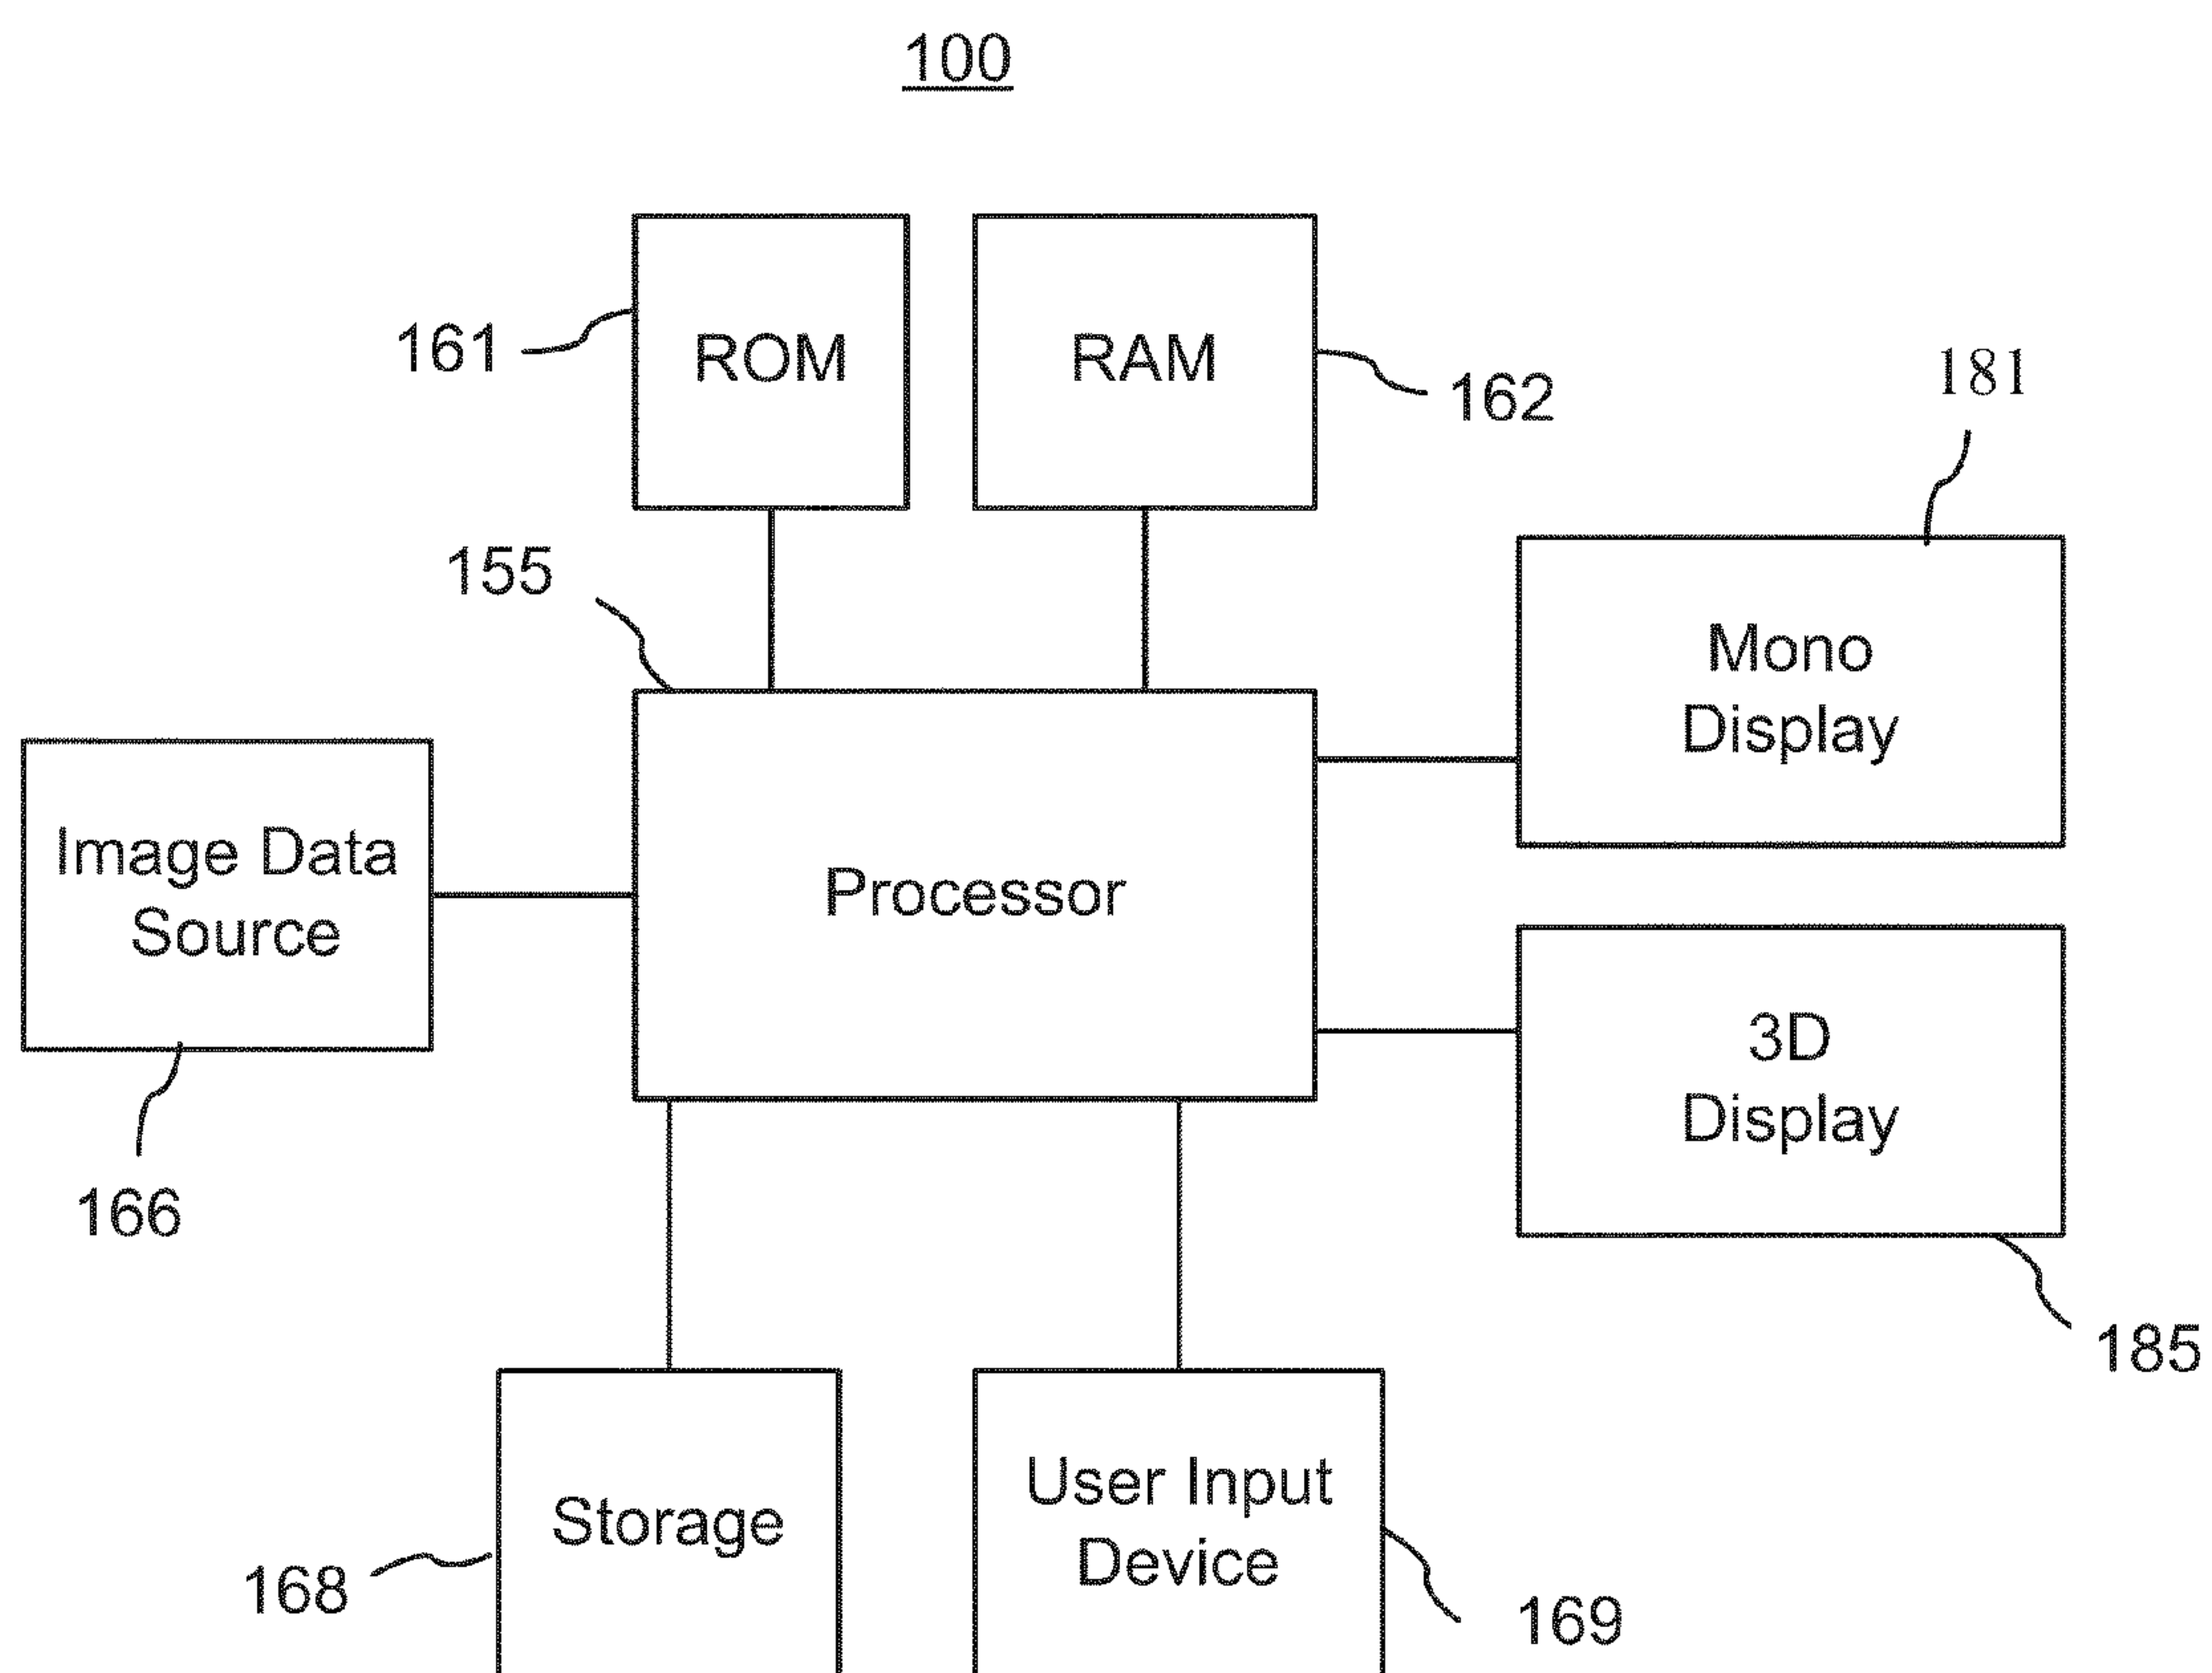 100
161
ROM
RAM
162
181
155
Mono
Display
Image Data
Source
Processor
3D
Display
166
185
168
Storage
User Input
Device
169